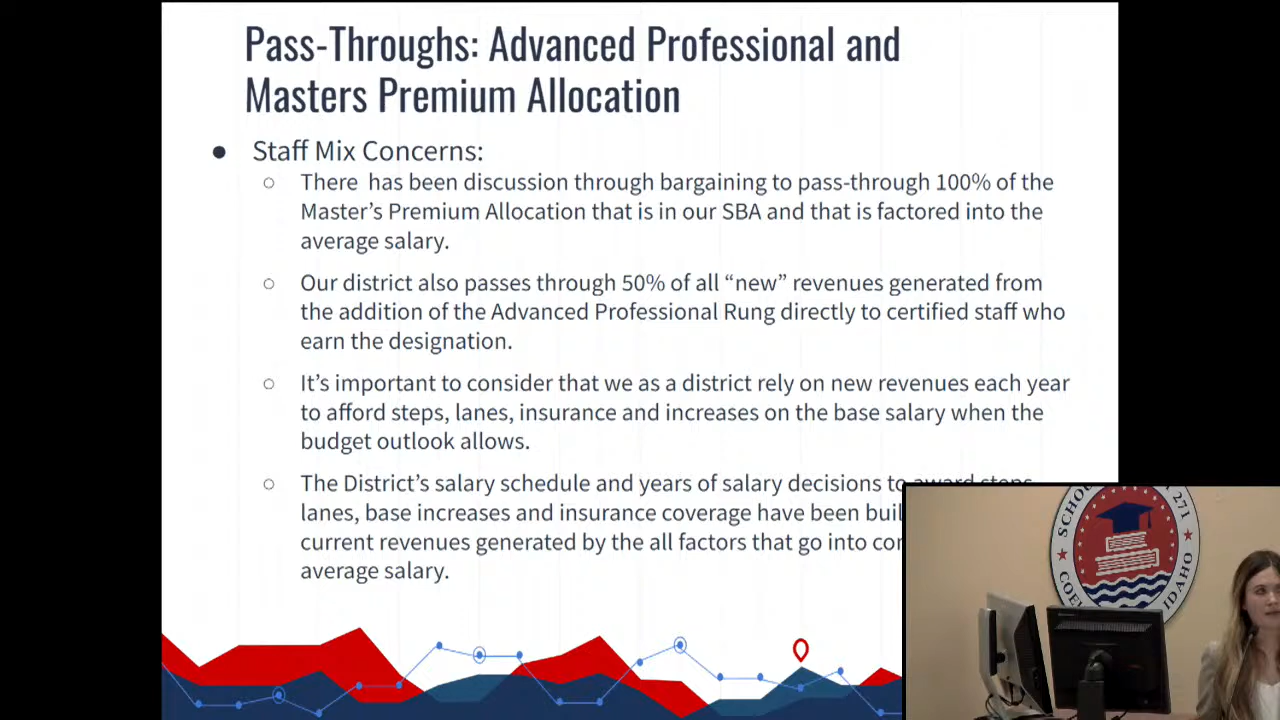 Pass-Throughs: Advanced Professional and
Masters Premium Allocation
● Staff Mix Concerns:
○ There has been discussion through bargaining to pass-through 100% of the
Master’s Premium Allocation that is in our SBA and that is factored into the
average salary.
○ Our district also passes through 50% of all “new” revenues generated from
the addition of the Advanced Professional Rung directly to certified staff who
earn the designation.
○ It’s important to consider that we as a district rely on new revenues each year
to afford steps, lanes, insurance and increases on the base salary when the
budget outlook allows.
○ The District’s salary schedule and years of salary decisions to award steps,
lanes, base increases and insurance coverage have been
current revenues generated by the all factors that go into
average salary.
271
IDAHO